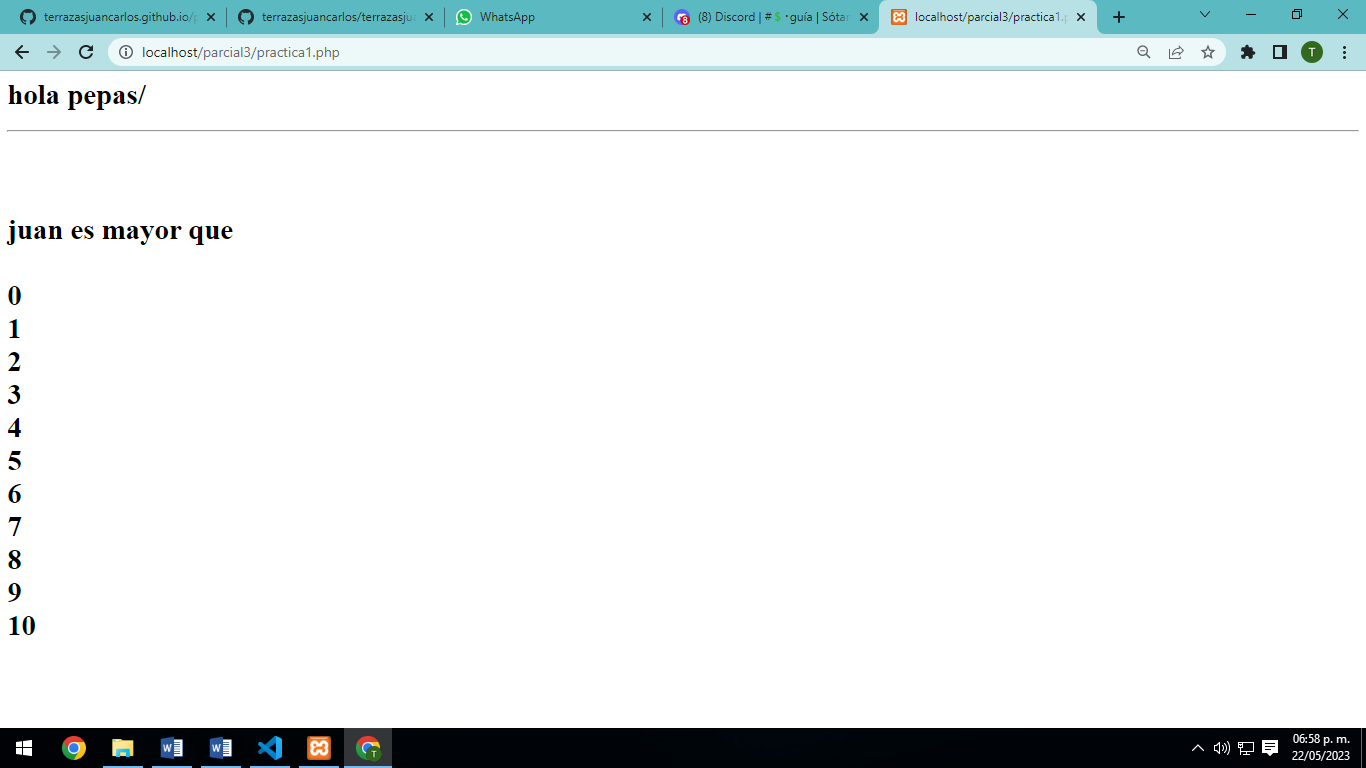 terrazasjuancarlos.github.io/
terrazasjuancarlos/terrazasju
WhatsApp
(8) Discord | # $ ･guía | Sótan
localhost/parcial3/practica1.p
localhost/parcial3/practica1.php
T
hola pepas/
juan es mayor que
0
1
2
3
4
5
6
7
8
9
10
06:58 p. m.
22/05/2023